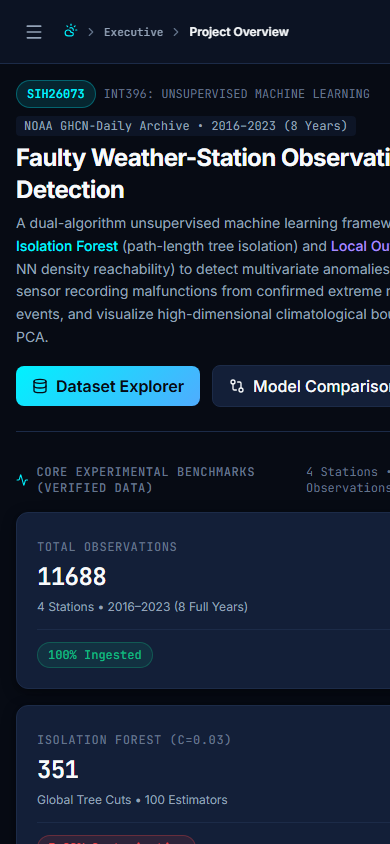 Executive > Project Overview
SIH26073 INT396: UNSUPERVISED MACHINE LEARNING
NOAA GHCN-Daily Archive • 2016–2023 (8 Years)
Faulty Weather-Station Observati
Detection
A dual-algorithm unsupervised machine learning framew
Isolation Forest (path-length tree isolation) and Local Ou
NN density reachability) to detect multivariate anomalies
sensor recording malfunctions from confirmed extreme
events, and visualize high-dimensional climatological bou
PCA.
Dataset Explorer
Model Comparison
CORE EXPERIMENTAL BENCHMARKS
(VERIFIED DATA)
4 Stations •
Observations
TOTAL OBSERVATIONS
11688
4 Stations • 2016–2023 (8 Full Years)
100% Ingested
ISOLATION FOREST (C=0.03)
351
Global Tree Cuts • 100 Estimators